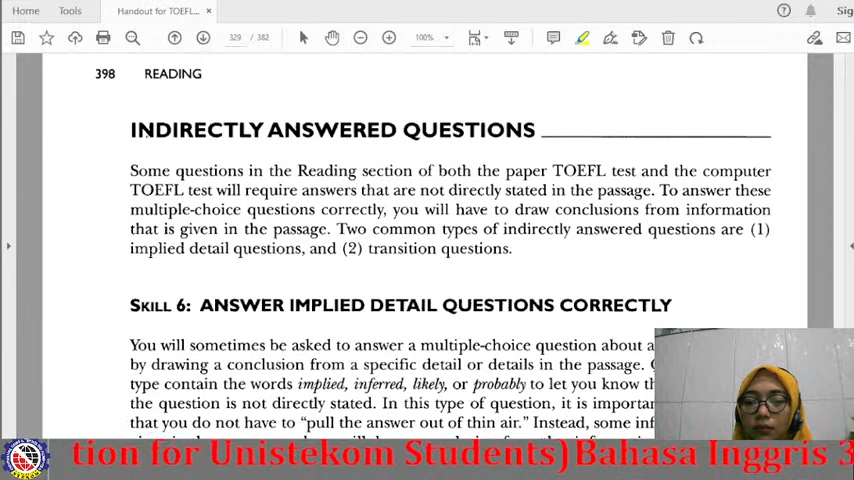 Home Tools Handout for TOEFL... × Sig
329 / 382 100%
398 READING
INDIRECTLY ANSWERED QUESTIONS
Some questions in the Reading section of both the paper TOEFL test and the computer
TOEFL test will require answers that are not directly stated in the passage. To answer these
multiple-choice questions correctly, you will have to draw conclusions from information
that is given in the passage. Two common types of indirectly answered questions are (1)
implied detail questions, and (2) transition questions.
SKILL 6: ANSWER IMPLIED DETAIL QUESTIONS CORRECTLY
You will sometimes be asked to answer a multiple-choice question about a
by drawing a conclusion from a specific detail or details in the passage.
type contain the words implied, inferred, likely, or probably to let you know
the question is not directly stated. In this type of question, it is important
that you do not have to "pull the answer out of thin air." Instead, some
tion for Unistekom Students) Bahasa Inggris 3